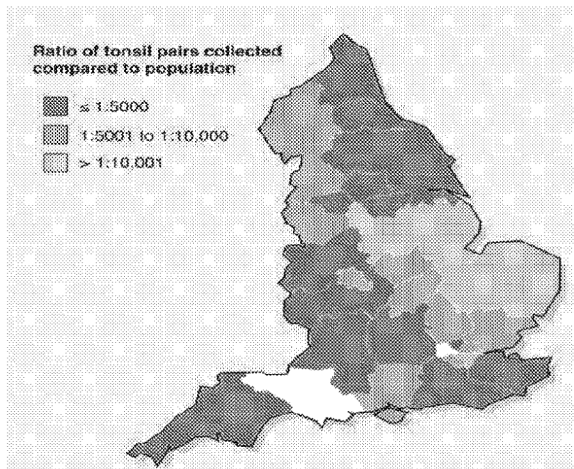 Ratio of tonsil pairs collected
compared to population
≤ 1:5000
1:5001 to 1:10,000
> 1:10,001